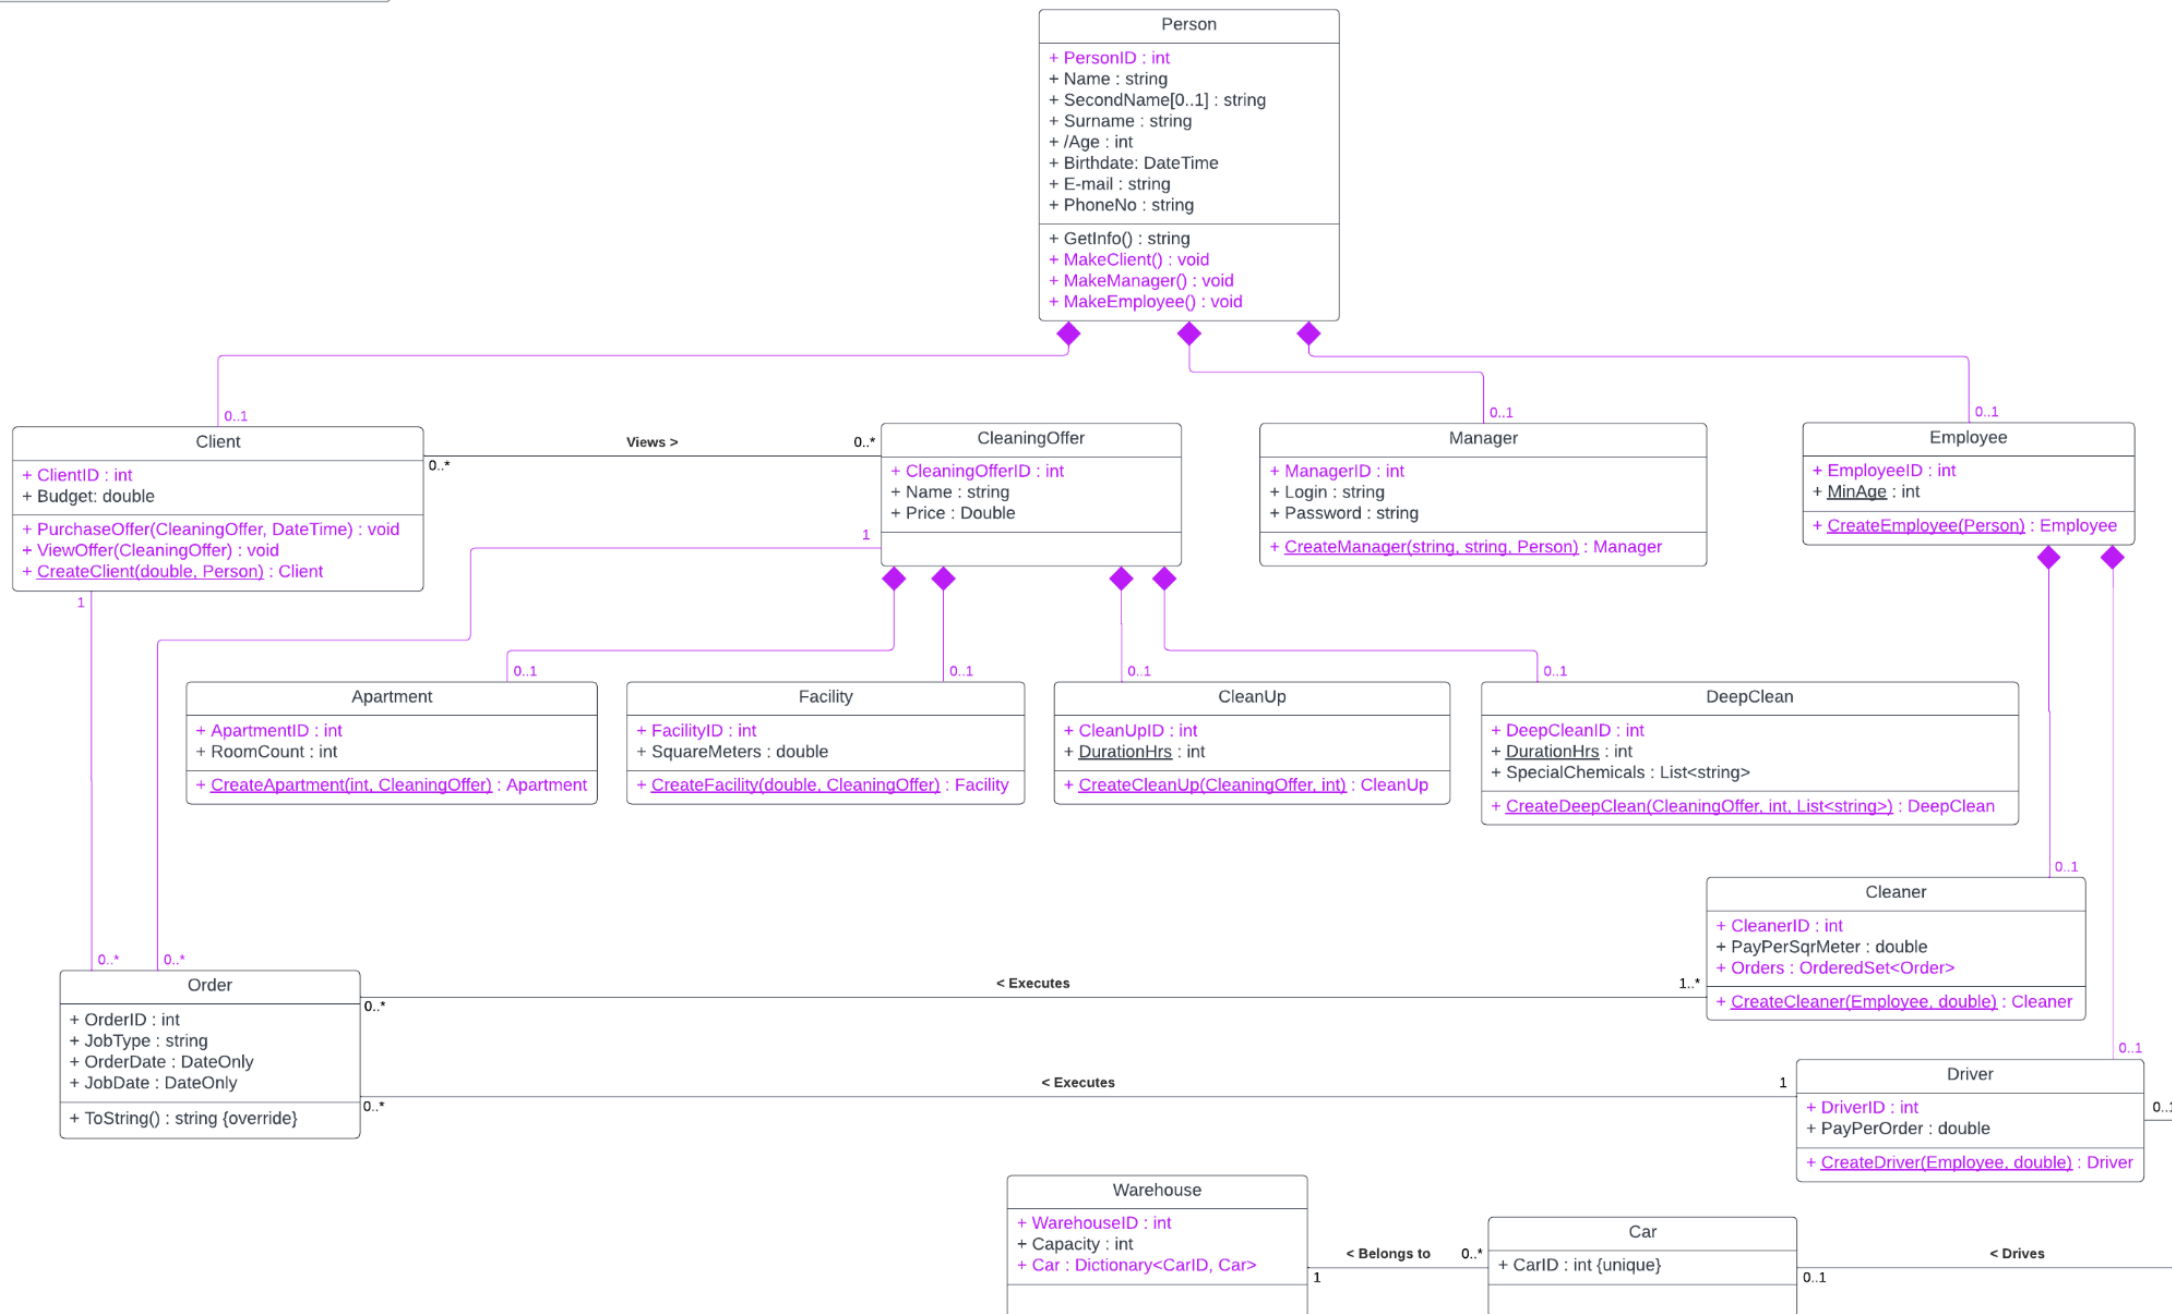 Person
+ PersonID : int
+ Name : string
+ SecondName[0..1] : string
+ Surname : string
+ /Age : int
+ Birthdate: DateTime
+ E-mail : string
+ PhoneNo : string
+ GetInfo() : string
+ MakeClient() : void
+ MakeManager() : void
+ MakeEmployee() : void
0..1
0..1
0..1
Client
+ ClientID : int
+ Budget: double
+ PurchaseOffer(CleaningOffer, DateTime) : void
+ ViewOffer(CleaningOffer) : void
+ CreateClient(double, Person) : Client
Views >
0..*
0..*
CleaningOffer
+ CleaningOfferID : int
+ Name : string
+ Price : Double
Manager
+ ManagerID : int
+ Login : string
+ Password : string
+ CreateManager(string, string, Person) : Manager
Employee
+ EmployeeID : int
+ MinAge : int
+ CreateEmployee(Person) : Employee
1
1
0..1
0..1
0..1
0..1
Apartment
+ ApartmentID : int
+ RoomCount : int
+ CreateApartment(int, CleaningOffer) : Apartment
Facility
+ FacilityID : int
+ SquareMeters : double
+ CreateFacility(double, CleaningOffer) : Facility
CleanUp
+ CleanUpID : int
+ DurationHrs : int
+ CreateCleanUp(CleaningOffer, int) : CleanUp
DeepClean
+ DeepCleanID : int
+ DurationHrs : int
+ SpecialChemicals : List<string>
+ CreateDeepClean(CleaningOffer, int, List<string>) : DeepClean
0..1
Cleaner
+ CleanerID : int
+ PayPerSqrMeter : double
+ Orders : OrderedSet<Order>
+ CreateCleaner(Employee, double) : Cleaner
0..*
0..*
Order
+ OrderID : int
+ JobType : string
+ OrderDate : DateOnly
+ JobDate : DateOnly
+ ToString() : string {override}
< Executes
1..*
0..*
< Executes
1
0..*
0..1
Driver
+ DriverID : int
+ PayPerOrder : double
+ CreateDriver(Employee, double) : Driver
0..1
Warehouse
+ WarehouseID : int
+ Capacity : int
+ Car : Dictionary<CarID, Car>
< Belongs to
0..*
1
Car
+ CarID : int {unique}
< Drives
0..1